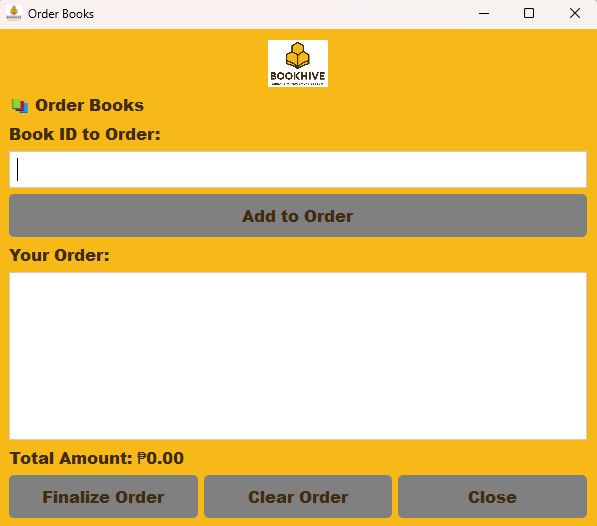 Order Books
BOOKHIVE
Order Books
Book ID to Order:
Add to Order
Your Order:
Total Amount: ₱0.00
Finalize Order
Clear Order
Close